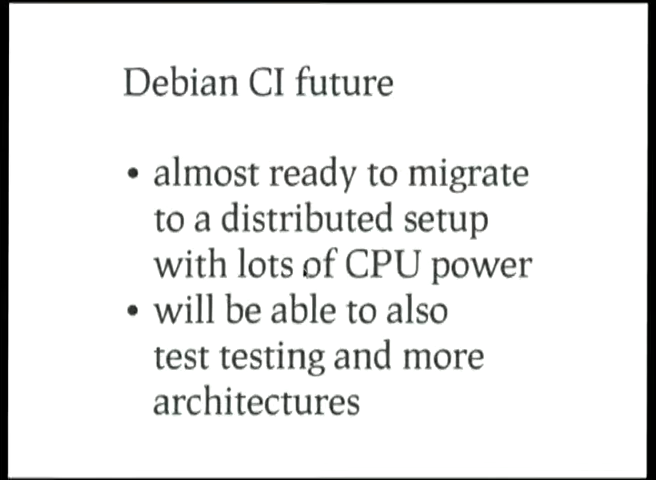 Debian CI future
• almost ready to migrate
to a distributed setup
with lots of CPU power
• will be able to also
test testing and more
architectures